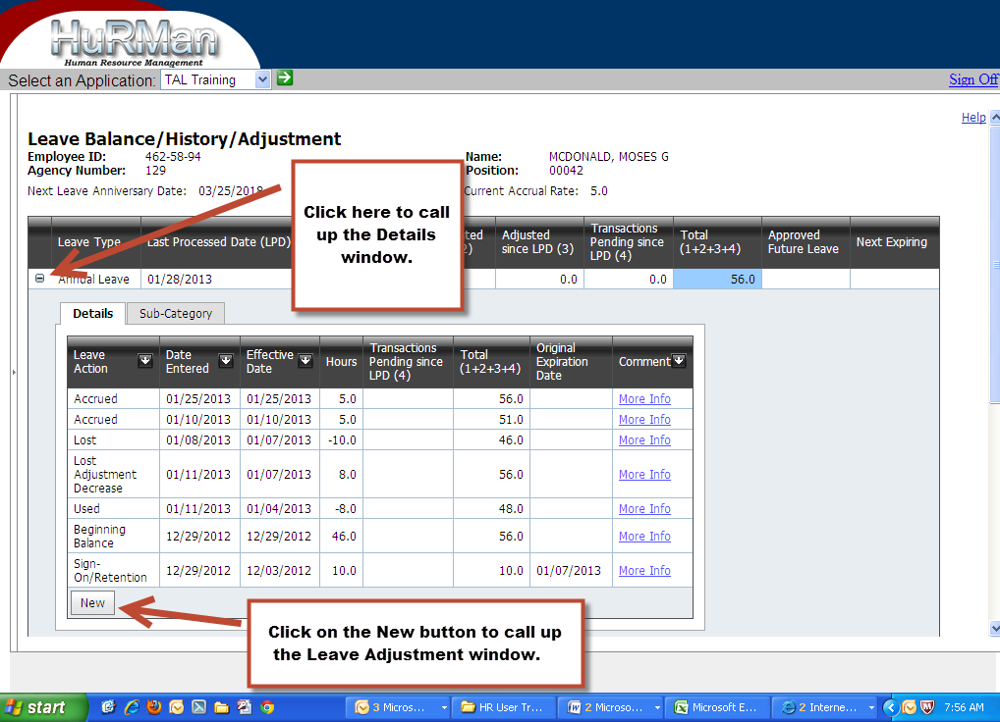 HuRMan
Human Resource Management
Select an Application: TAL Training
Sign Off
Help
Leave Balance/History/Adjustment
Employee ID: 462-58-94 Name: MCDONALD, MOSES G
Agency Number: 129 Position: 00042
Next Leave Anniversary Date: 03/25/2018 Current Accrual Rate: 5.0
Click here to call
up the Details
window.
Leave Type Last Processed Date (LPD) Adjusted since LPD (3) Transactions Pending since LPD (4) Total (1+2+3+4) Approved Future Leave Next Expiring
Annual Leave 01/28/2013 0.0 0.0 56.0
Details Sub-Category
Leave Action Date Entered Effective Date Hours Transactions Pending since LPD (4) Total (1+2+3+4) Original Expiration Date Comment
Accrued 01/25/2013 01/25/2013 5.0 56.0 More Info
Accrued 01/10/2013 01/10/2013 5.0 51.0 More Info
Lost 01/08/2013 01/07/2013 -10.0 46.0 More Info
Lost Adjustment Decrease 01/11/2013 01/07/2013 8.0 56.0 More Info
Used 01/11/2013 01/04/2013 -8.0 48.0 More Info
Beginning Balance 12/29/2012 12/29/2012 46.0 56.0 More Info
Sign-On/Retention 12/29/2012 12/03/2012 10.0 10.0 01/07/2013 More Info
New
Click on the New button to call up
the Leave Adjustment window.
start 3 Micros... HR User Tr... 2 Microso... Microsoft E... 2 Interne... 7:56 AM